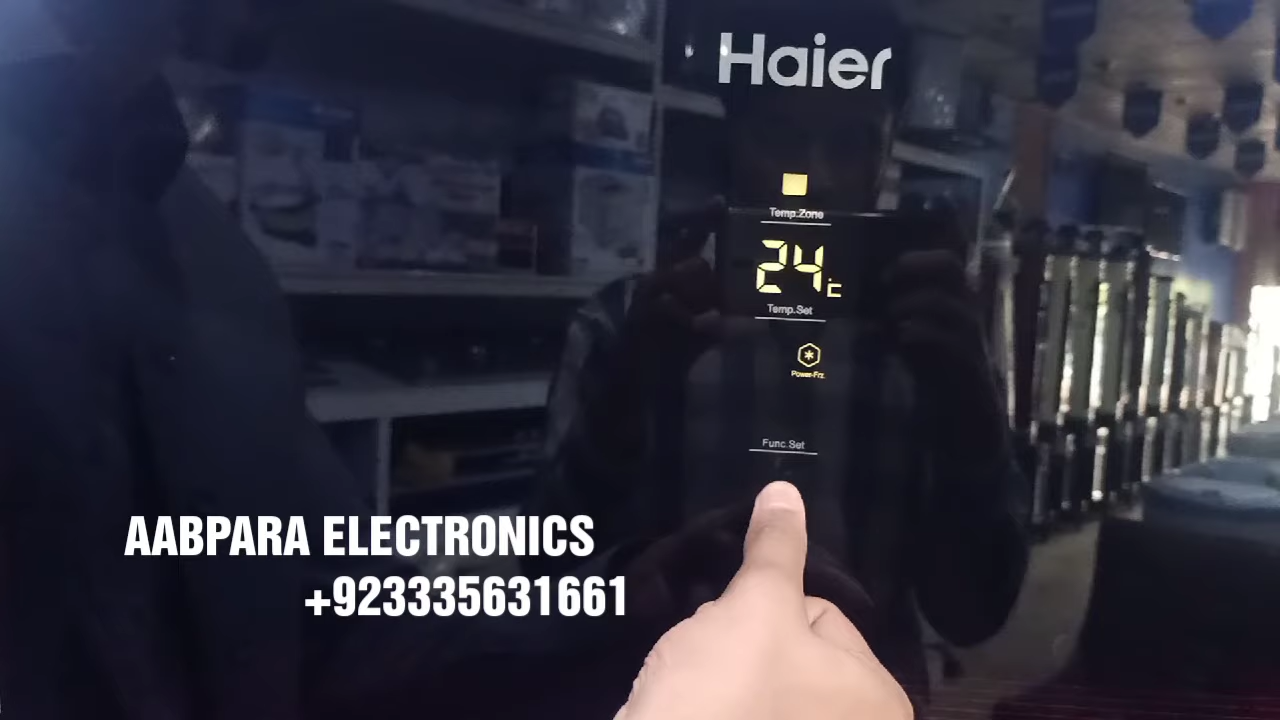 Haier
Temp.Zone
24°C
Temp.Set
Power-Frz.
Func.Set
AABPARA ELECTRONICS
+923335631661